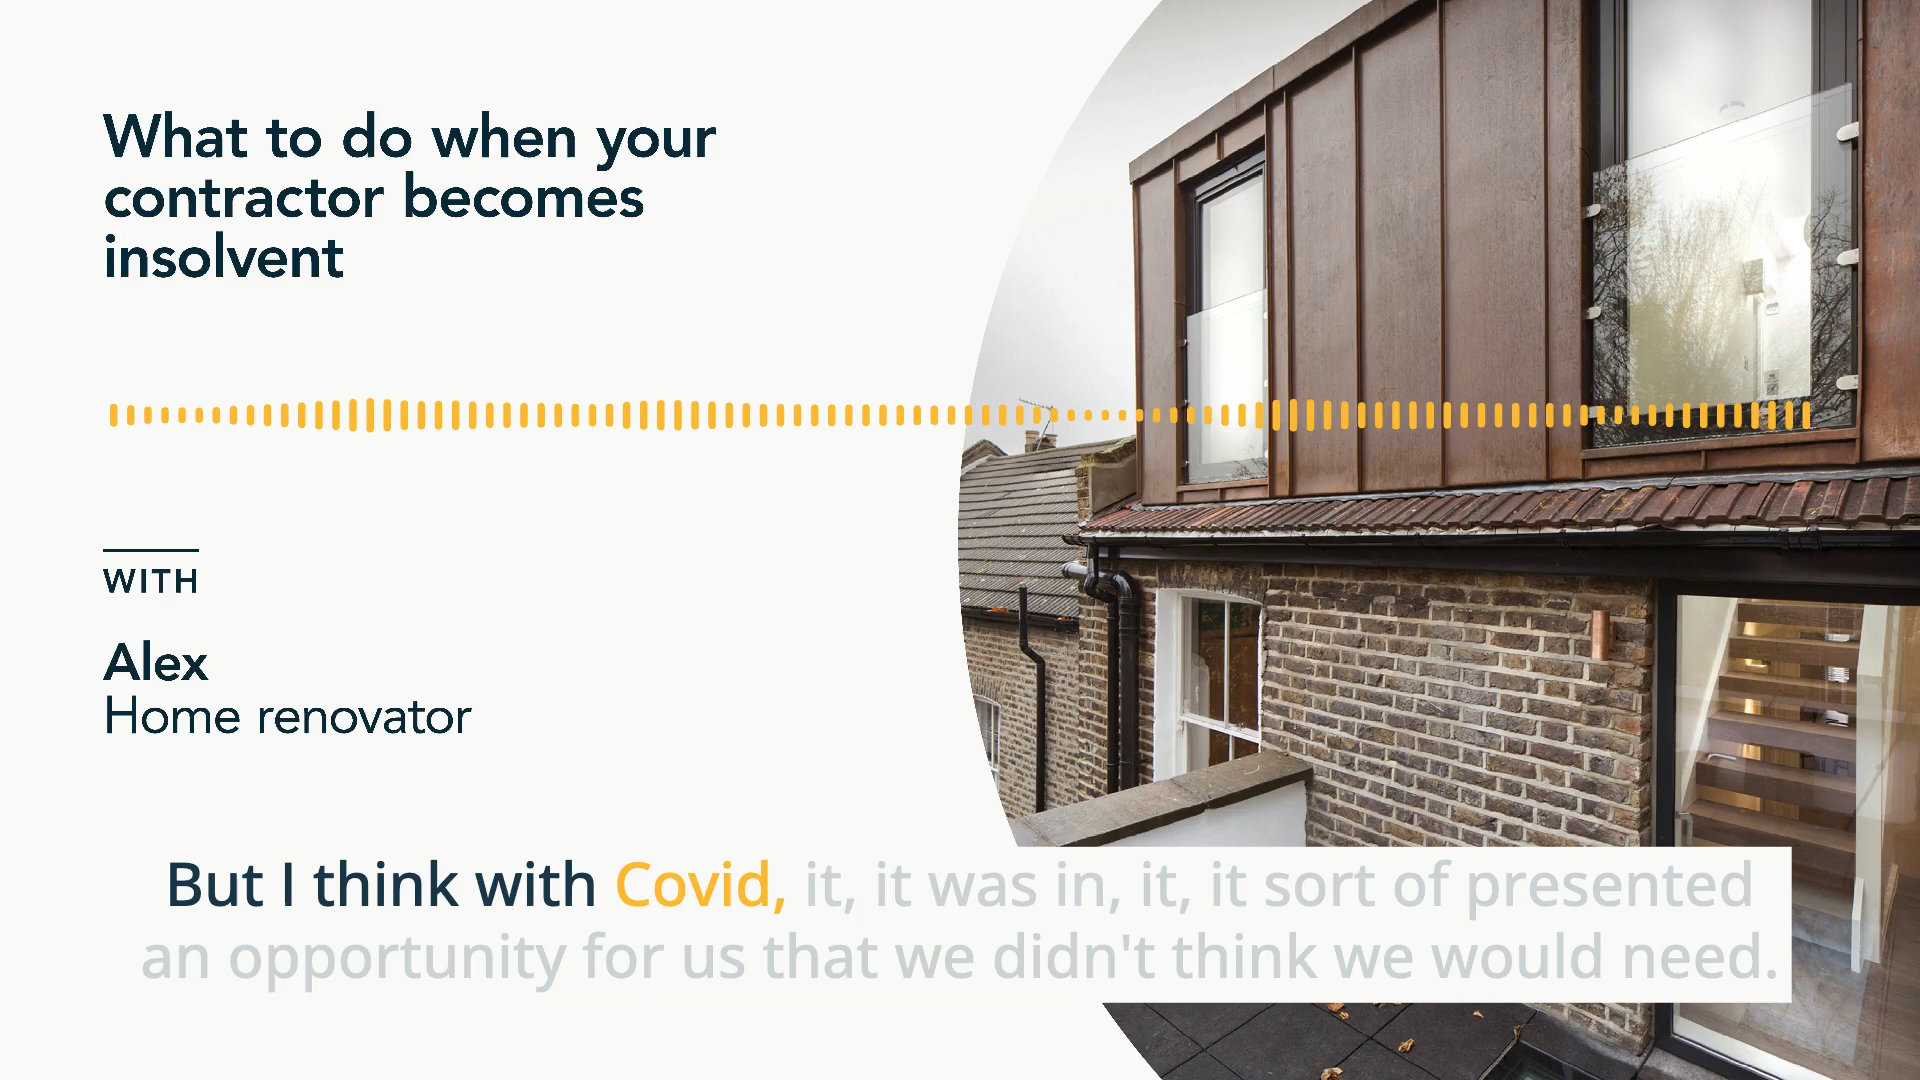 What to do when your
contractor becomes
insolvent
WITH
Alex
Home renovator
But I think with Covid, it, it was in, it, it sort of presented
an opportunity for us that we didn't think we would need.